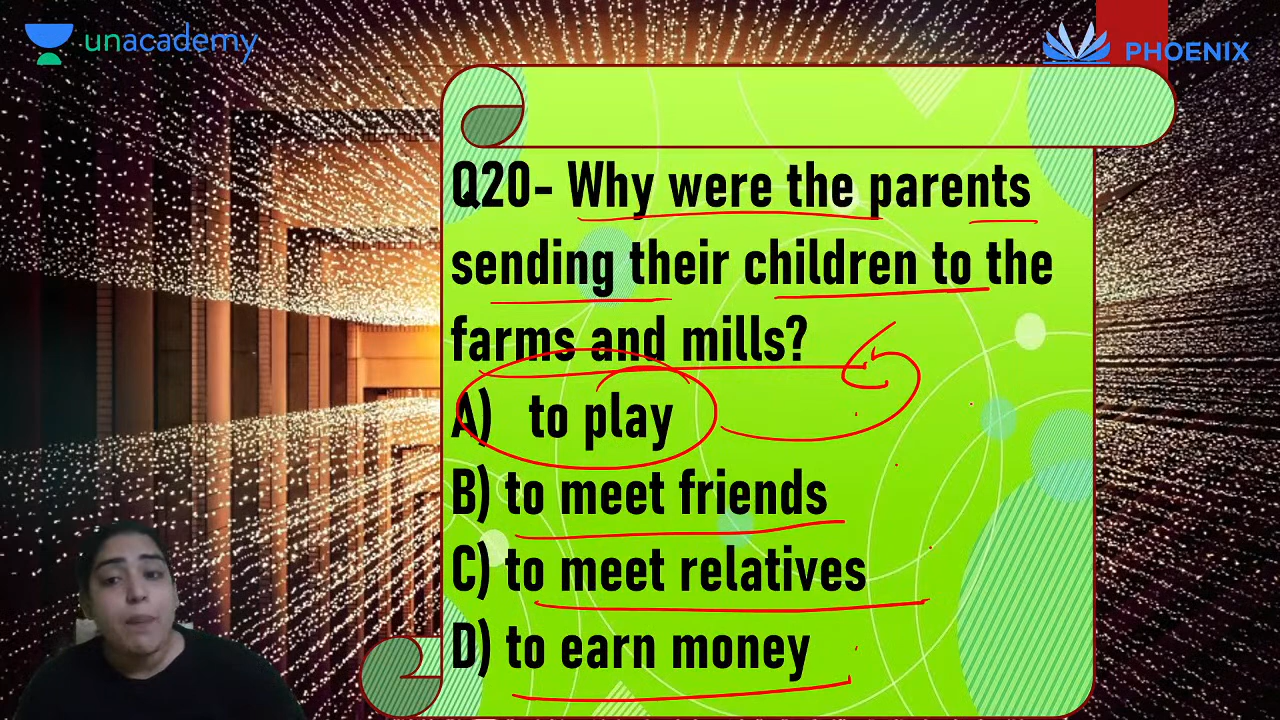 unacademy
PHOENIX
Q20- Why were the parents
sending their children to the
farms and mills?
A) to play
B) to meet friends
C) to meet relatives
D) to earn money